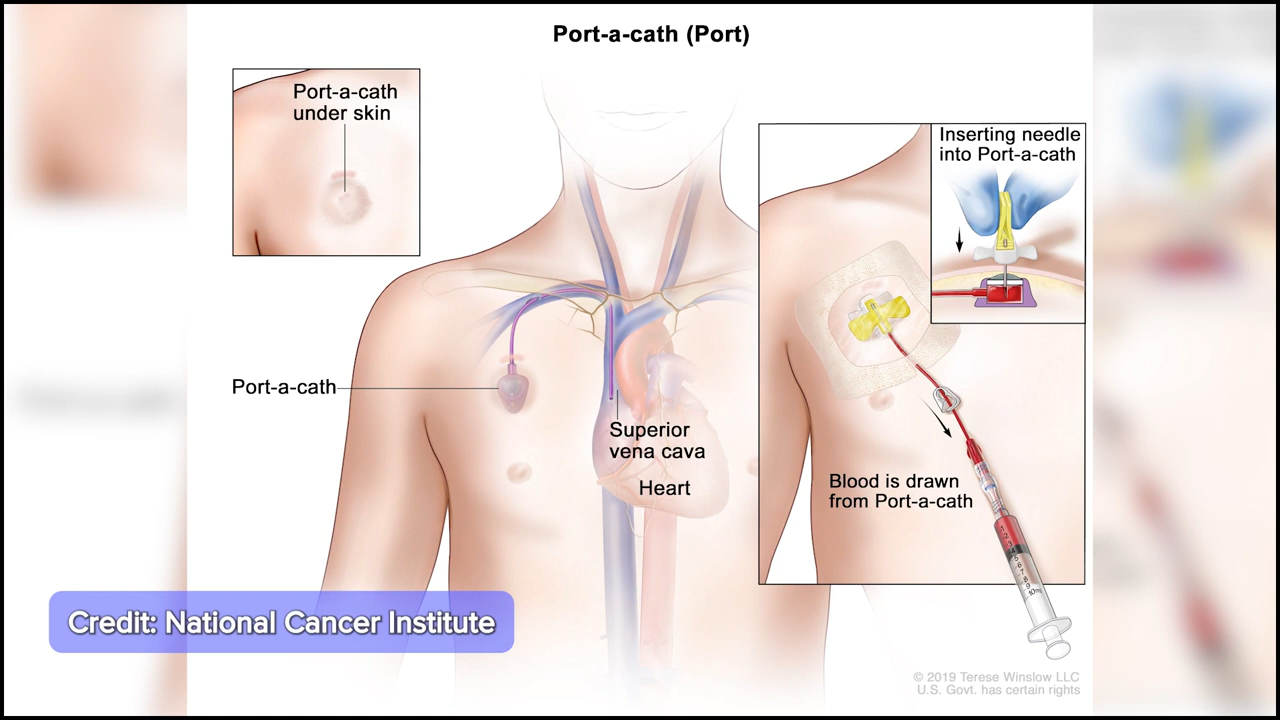 Port-a-cath (Port)
Port-a-cath
under skin
Inserting needle
into Port-a-cath
Port-a-cath
Superior
vena cava
Heart
Blood is drawn
from Port-a-cath
Credit: National Cancer Institute
© 2019 Terese Winslow LLC
U.S. Govt. has certain rights